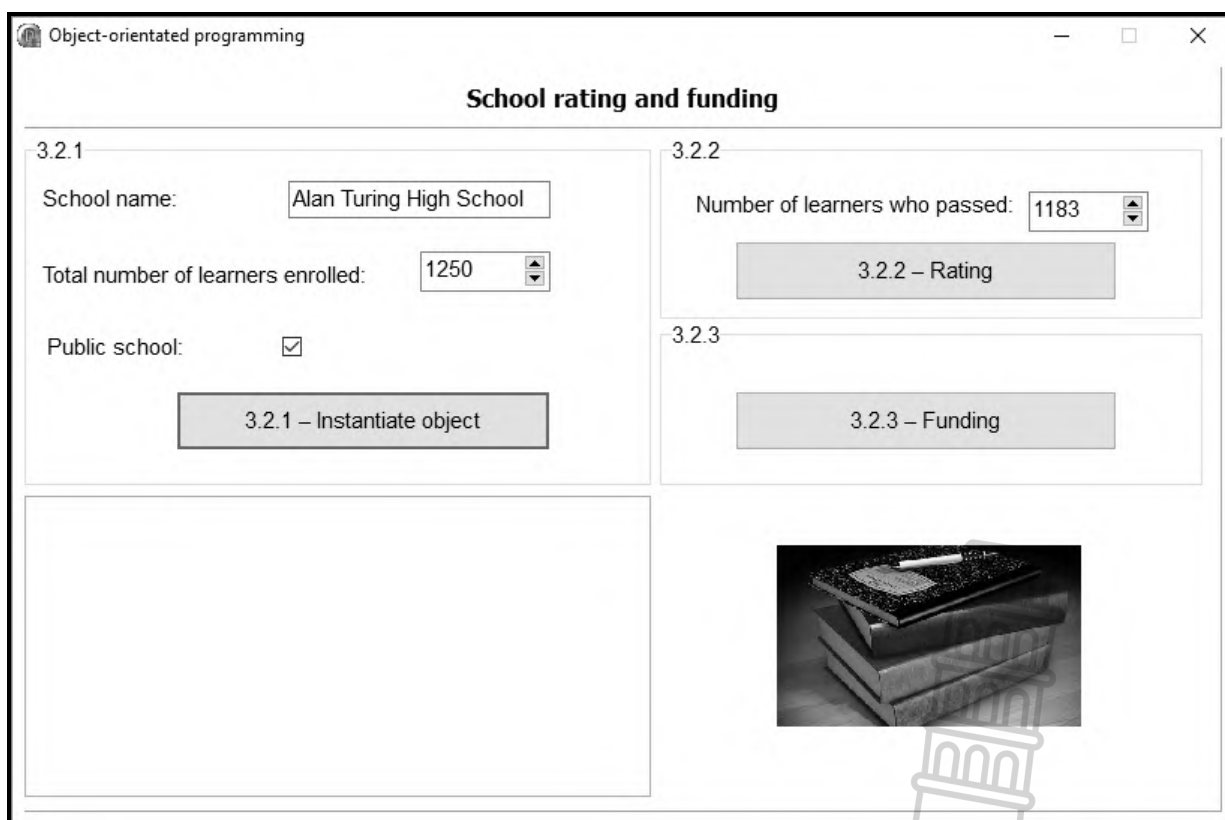 Object-orientated programming
School rating and funding
3.2.1
School name:
Alan Turing High School
Total number of learners enrolled:
1250
Public school:
3.2.1 – Instantiate object
3.2.2
Number of learners who passed:
1183
3.2.2 – Rating
3.2.3
3.2.3 – Funding